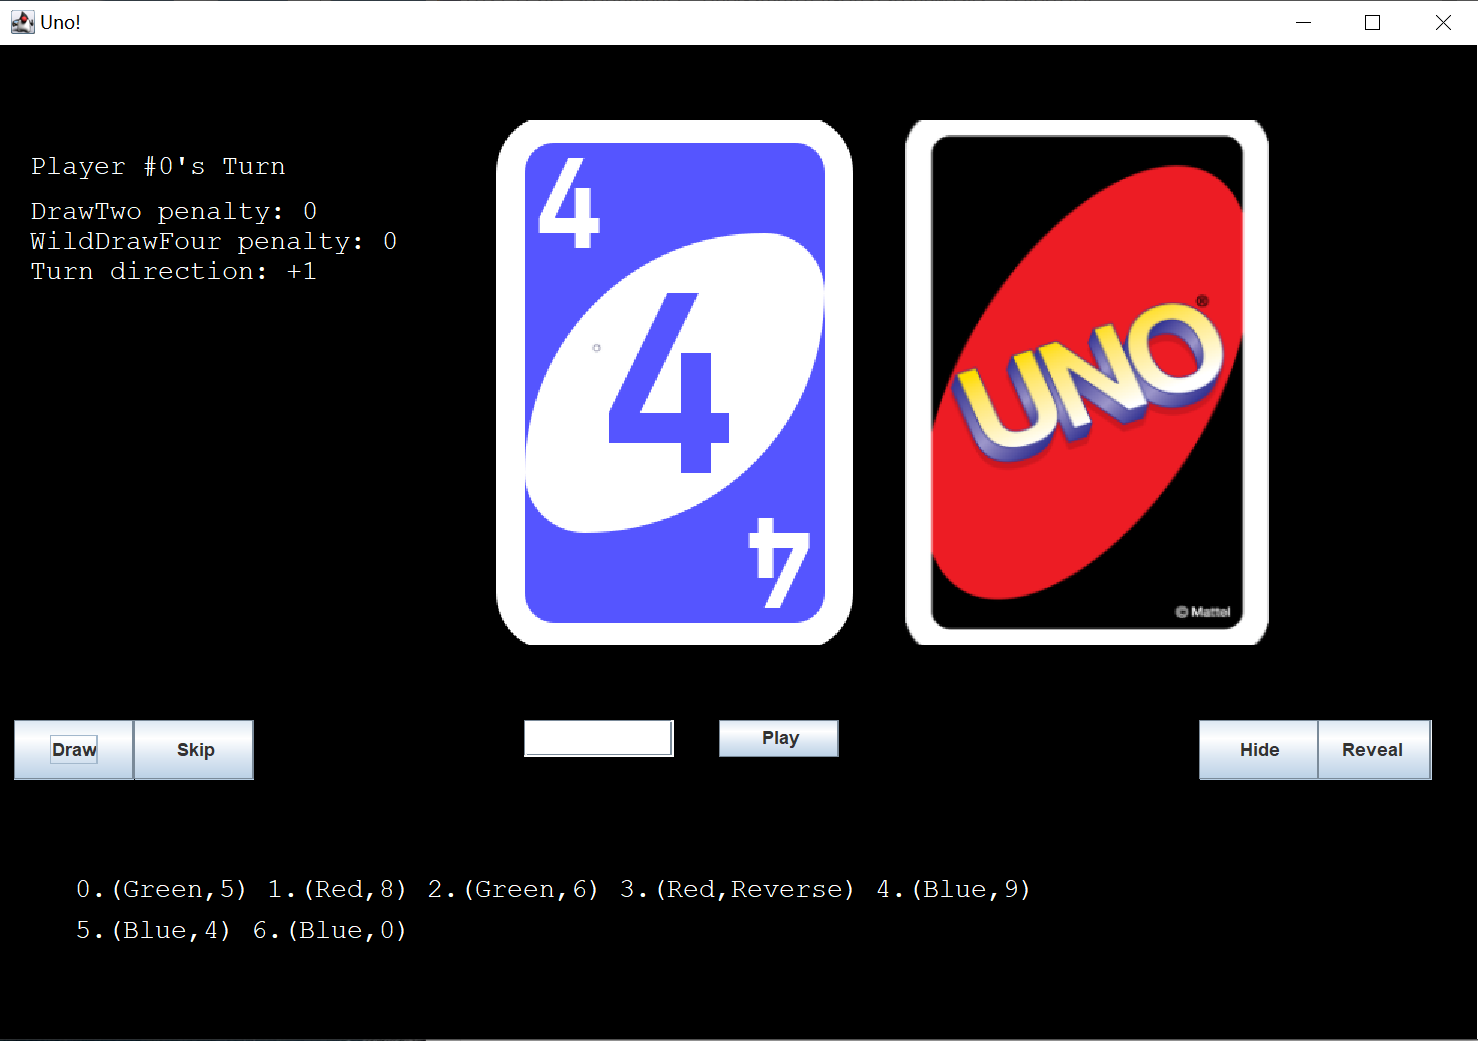 Uno!
Player #0's Turn
DrawTwo penalty: 0
WildDrawFour penalty: 0
Turn direction: +1
4
4
4
UNO®
© Mattel
Draw Skip
Play
Hide Reveal
0.(Green,5) 1.(Red,8) 2.(Green,6) 3.(Red,Reverse) 4.(Blue,9)
5.(Blue,4) 6.(Blue,0)